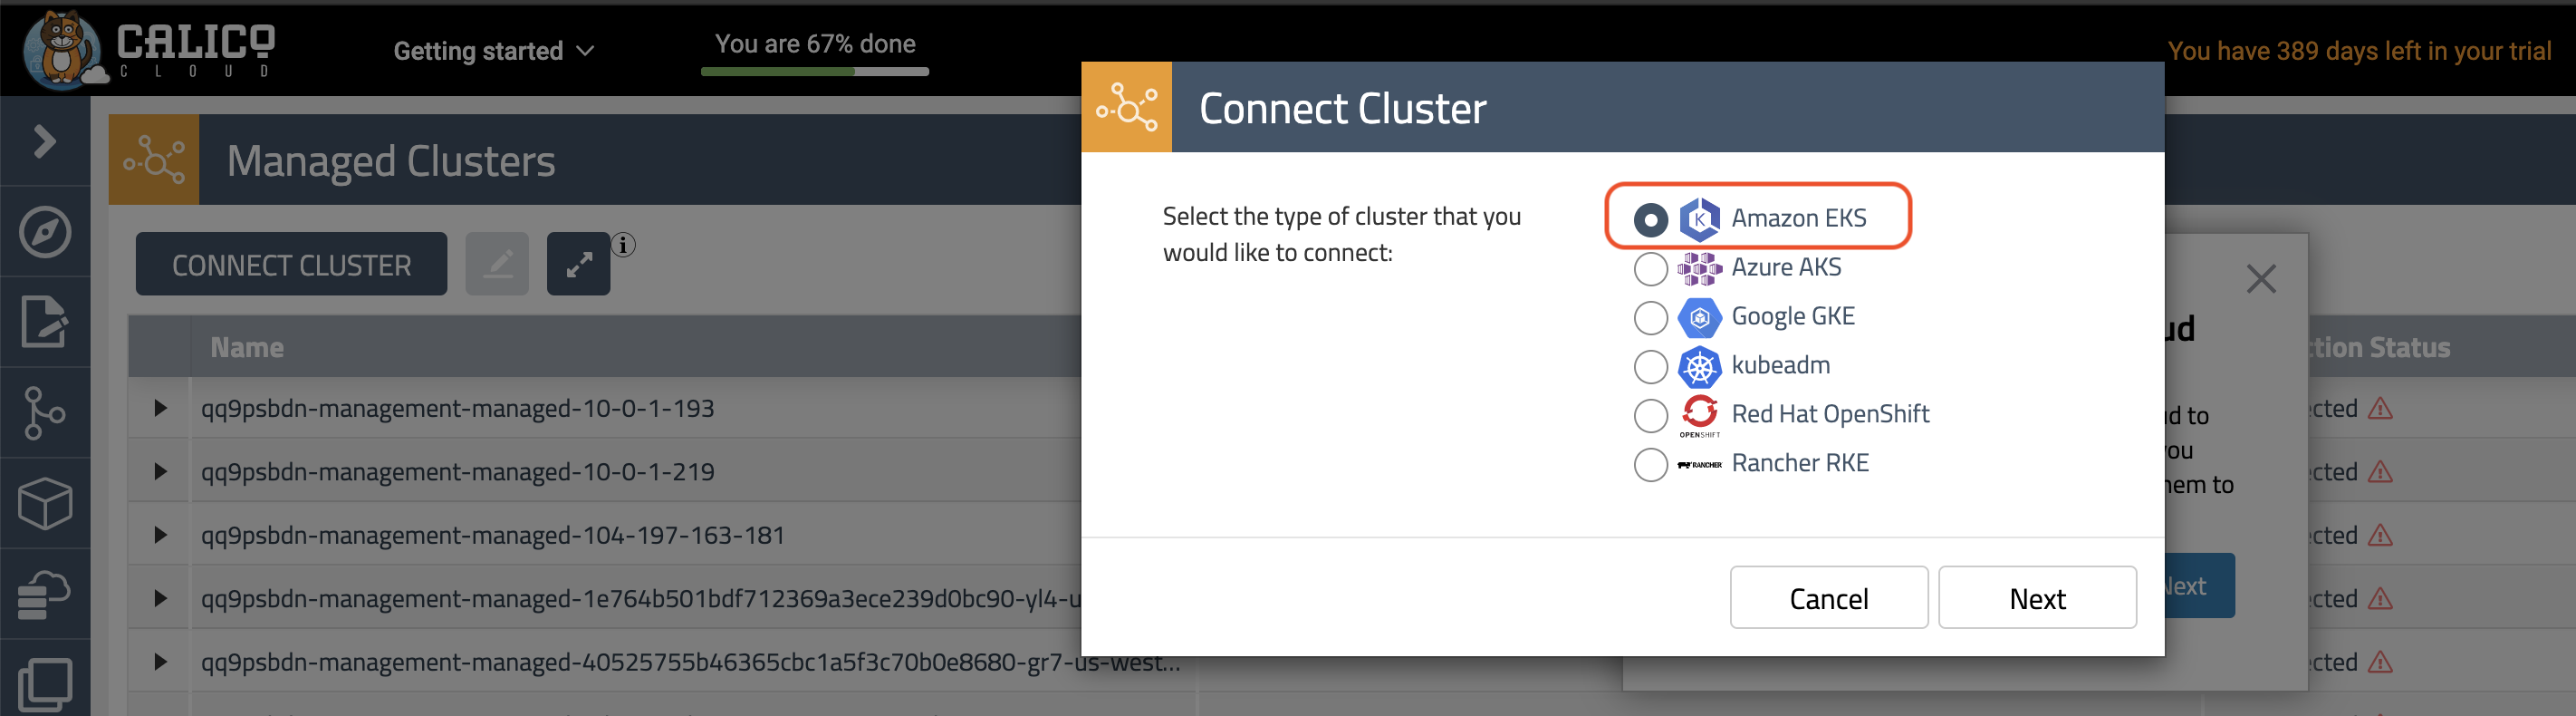 CALICO
CLOUD
Getting started
You are 67% done
You have 389 days left in your trial
Managed Clusters
CONNECT CLUSTER
i
Name
qq9psbdn-management-managed-10-0-1-193
qq9psbdn-management-managed-10-0-1-219
qq9psbdn-management-managed-104-197-163-181
qq9psbdn-management-managed-1e764b501bdf712369a3ece239d0bc90-yl4-u
qq9psbdn-management-managed-40525755b46365cbc1a5f3c70b0e8680-gr7-us-west...
Connect Cluster
Select the type of cluster that you
would like to connect:
K
Amazon EKS
Azure AKS
Google GKE
kubeadm
OPENSHIFT
Red Hat OpenShift
RANCHER
Rancher RKE
Cancel
Next
ud
d to
ou
hem to
Next
ction Status
cted
cted
cted
cted
cted